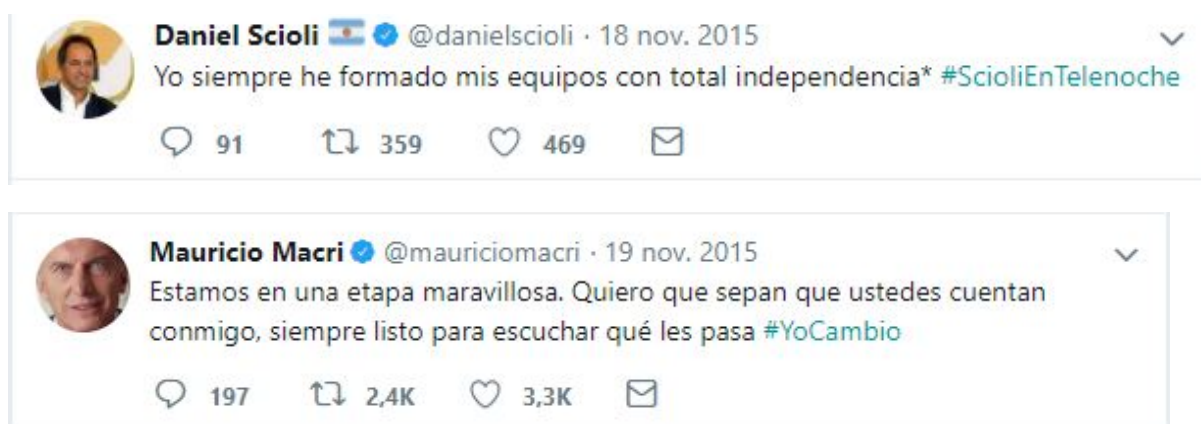 Daniel Scioli @danielscioli · 18 nov. 2015
Yo siempre he formado mis equipos con total independencia* #ScioliEnTelenoche
91 359 469
Mauricio Macri @mauriciomacri · 19 nov. 2015
Estamos en una etapa maravillosa. Quiero que sepan que ustedes cuentan
conmigo, siempre listo para escuchar qué les pasa #YoCambio
197 2,4K 3,3K